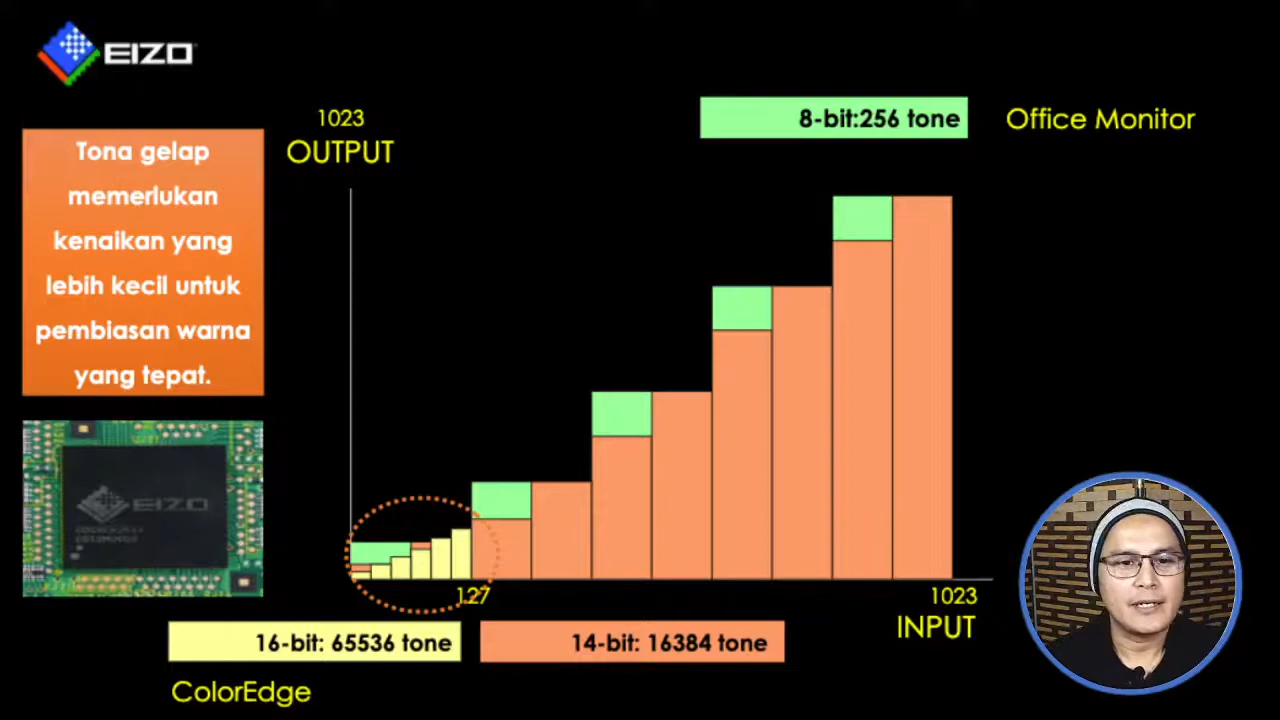 EIZO
1023
OUTPUT
8-bit:256 tone
Office Monitor
Tona gelap
memerlukan
kenaikan yang
lebih kecil untuk
pembiasan warna
yang tepat.
EIZO
127
1023
INPUT
16-bit: 65536 tone
14-bit: 16384 tone
ColorEdge